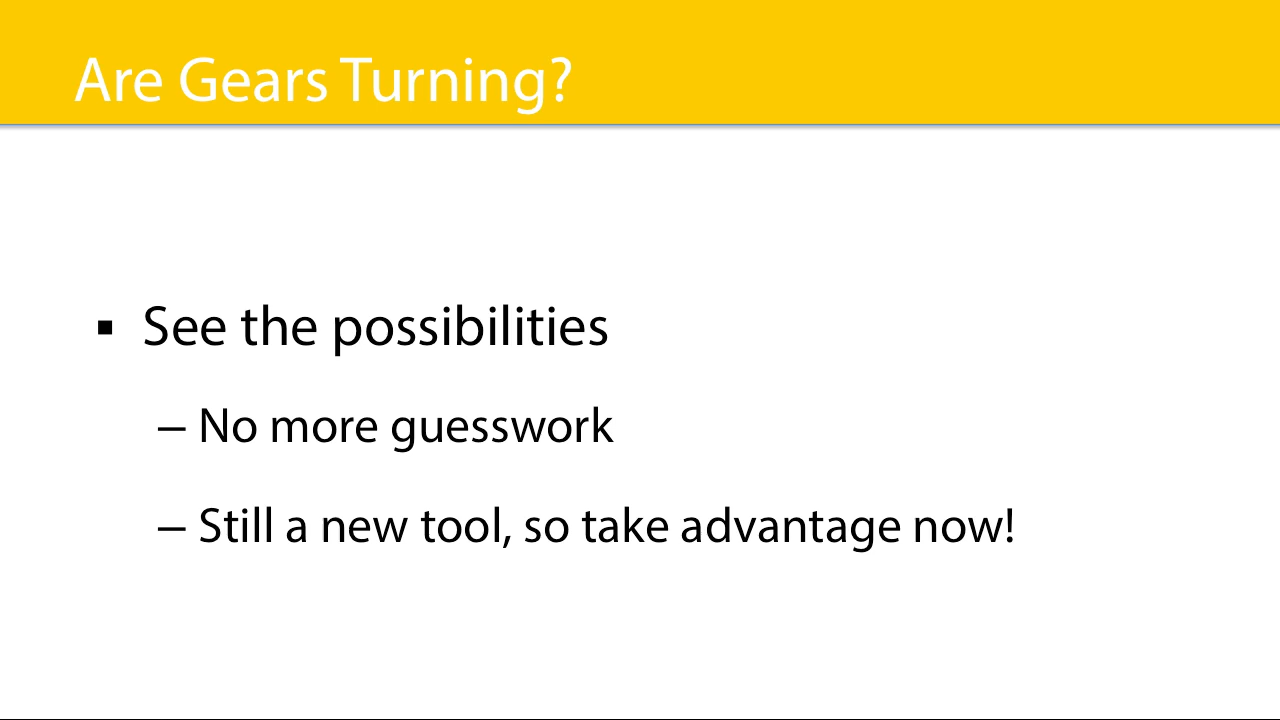 Are Gears Turning?
▪ See the possibilities
– No more guesswork
– Still a new tool, so take advantage now!